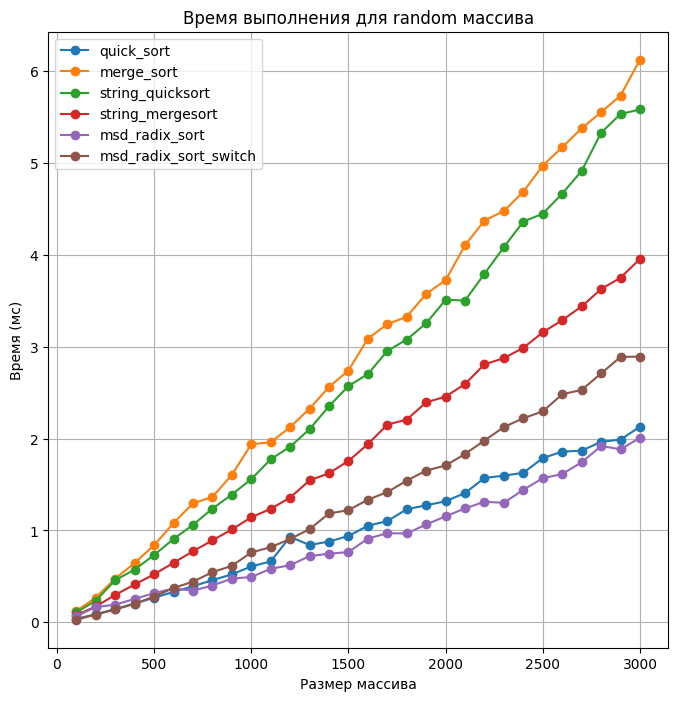 Время выполнения для random массива
quick_sort
merge_sort
string_quicksort
string_mergesort
msd_radix_sort
msd_radix_sort_switch
Время (мс)
6
5
4
3
2
1
0
0
500
1000
1500
2000
2500
3000
Размер массива